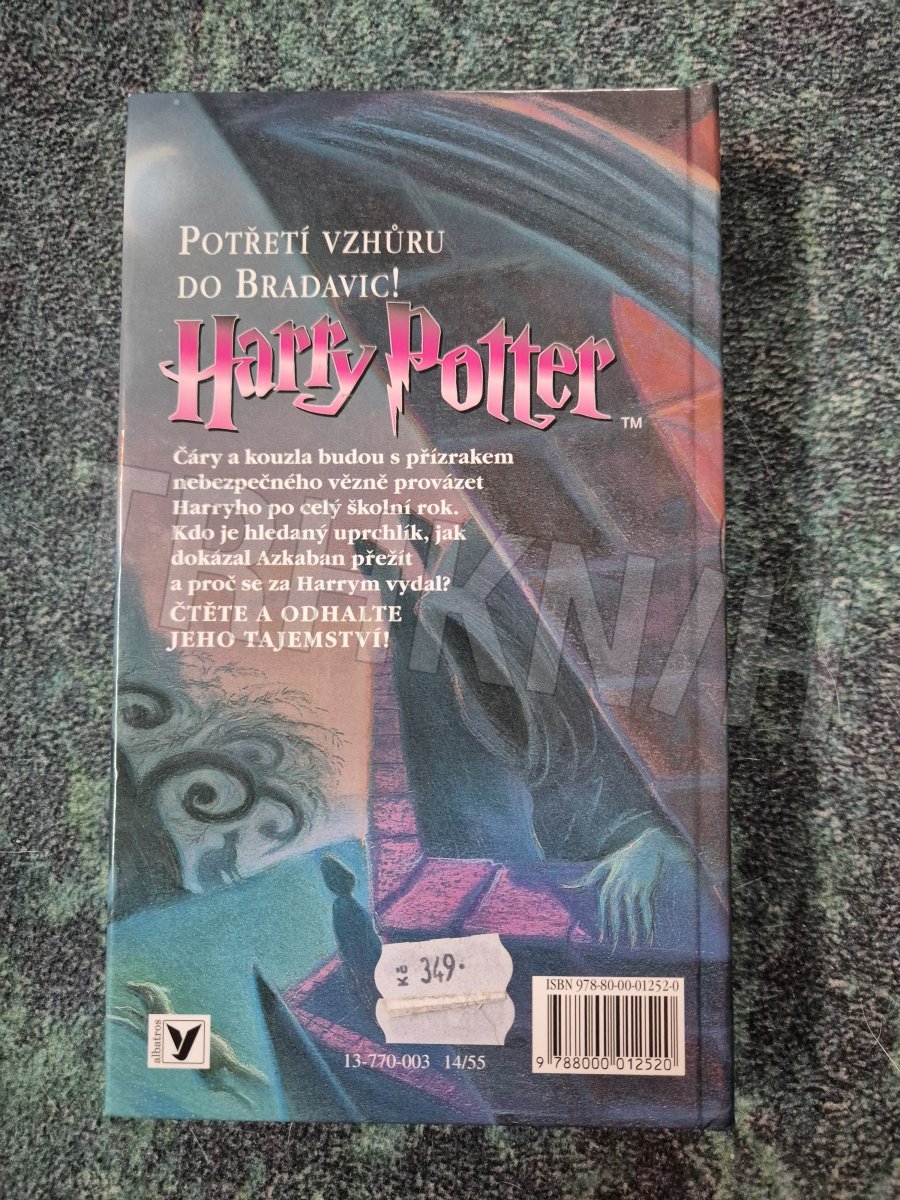 POTŘETÍ VZHŮRU
DO BRADAVIC!
Harry Potter™
Čáry a kouzla budou s přízrakem
nebezpečného vězně provázet
Harryho po celý školní rok.
Kdo je hledaný uprchlík, jak
dokázal Azkaban přežít
a proč se za Harrym vydal?
ČTĚTE A ODHALTE
JEHO TAJEMSTVÍ!
Kč 349.-
ISBN 978-80-00-01252-0
9 788000 012520
albatros
13-770-003 14/55